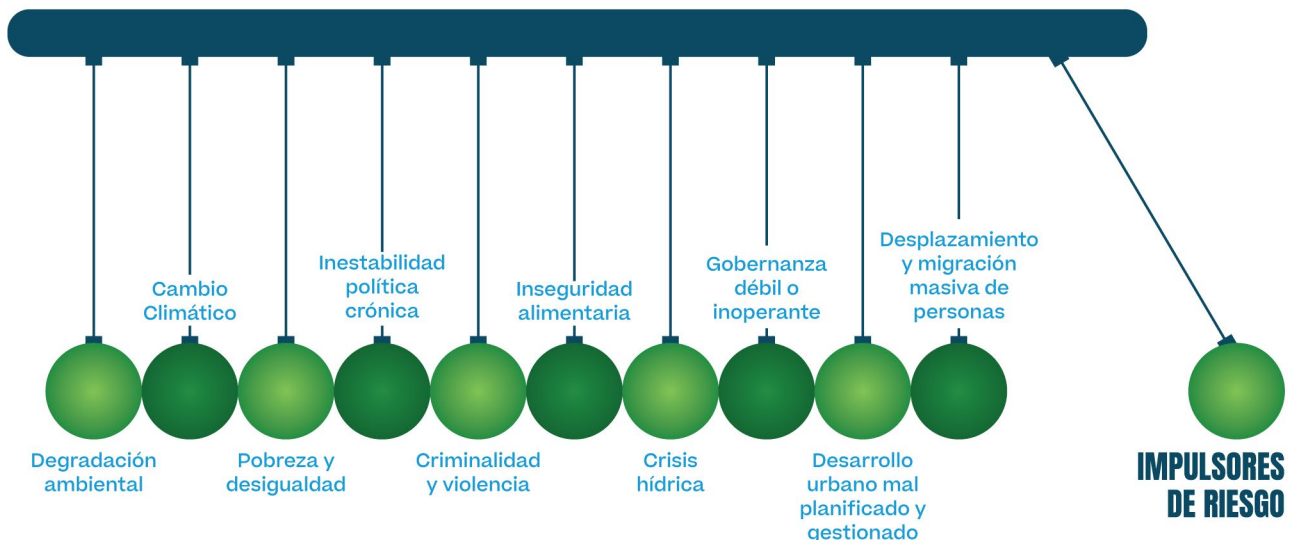 Degradación
ambiental
Cambio
Climático
Pobreza y
desigualdad
Inestabilidad
política
crónica
Criminalidad
y violencia
Inseguridad
alimentaria
Crisis
hídrica
Gobernanza
débil o
inoperante
Desarrollo
urbano mal
planificado y
gestionado
Desplazamiento
y migración
masiva de
personas
IMPULSORES
DE RIESGO